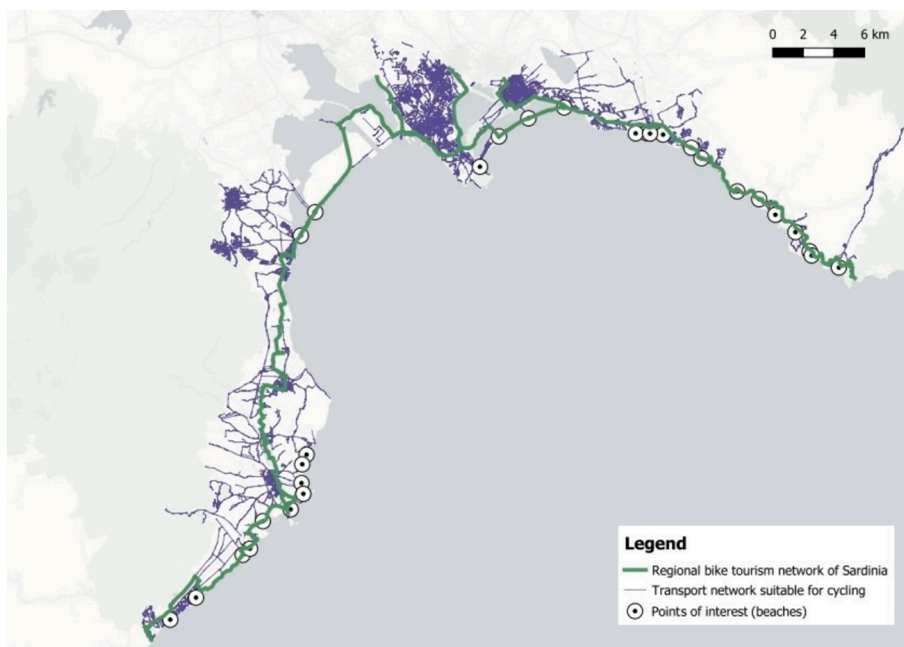 0 2 4 6 km
Legend
Regional bike tourism network of Sardinia
Transport network suitable for cycling
Points of interest (beaches)